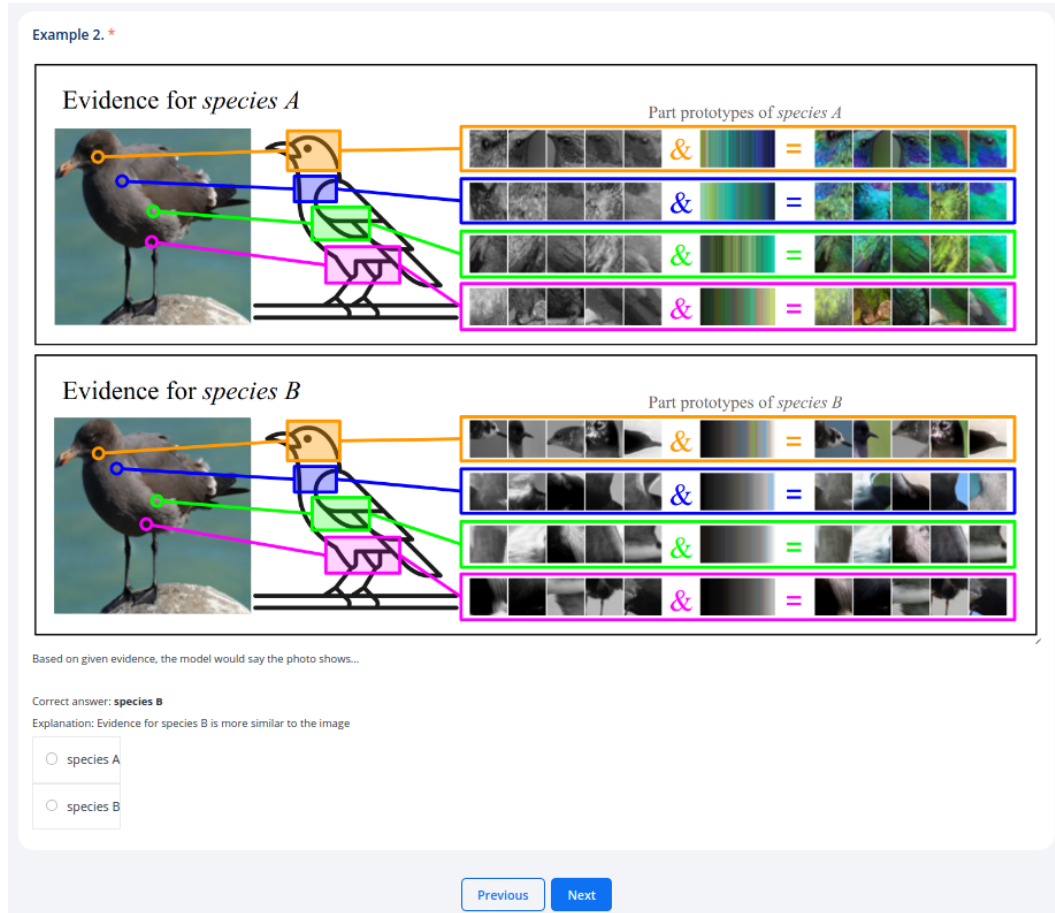 Example 2. *
Evidence for species A
Part prototypes of species A
& =
& =
& =
& =
Evidence for species B
Part prototypes of species B
& =
& =
& =
& =
Based on given evidence, the model would say the photo shows...
Correct answer: species B
Explanation: Evidence for species B is more similar to the image
species A
species B
Previous
Next